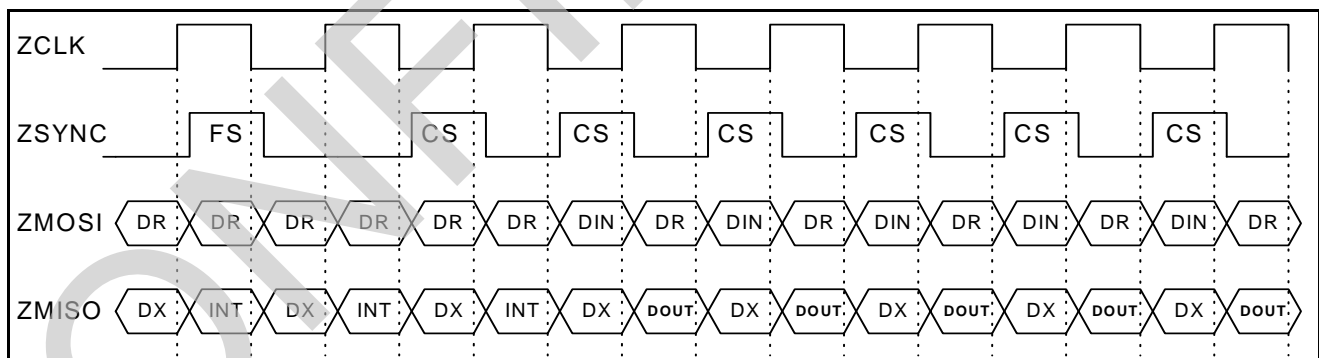 ZCLK
ZSYNC FS CS CS CS CS CS CS
ZMOSI DR DR DR DR DR DR DIN DR DIN DR DIN DR DIN DR DIN DR
ZMISO DX INT DX INT DX INT DX DOUT DX DOUT DX DOUT DX DOUT DX DOUT